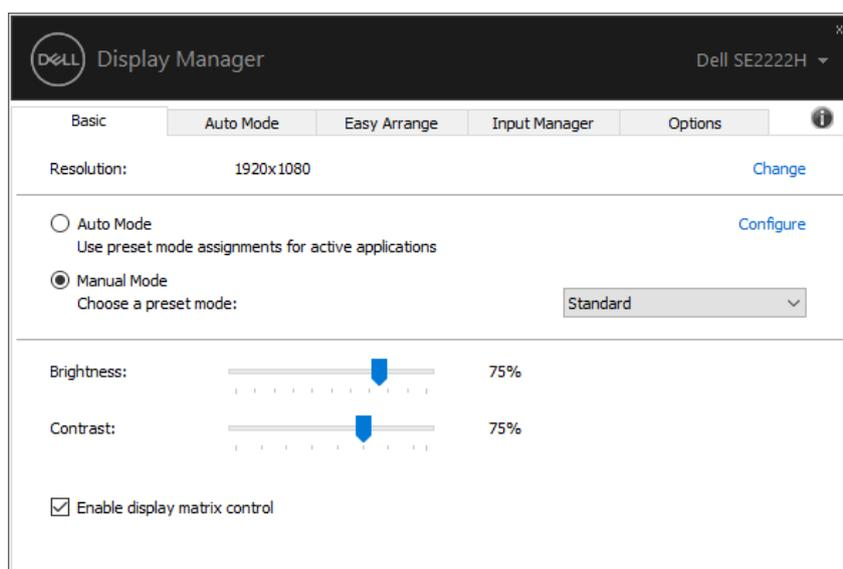 DELL Display Manager
Dell SE2222H
x
Basic Auto Mode Easy Arrange Input Manager Options i
Resolution: 1920x1080 Change
Auto Mode Configure
Use preset mode assignments for active applications
Manual Mode
Choose a preset mode: Standard
Brightness: 75%
Contrast: 75%
Enable display matrix control